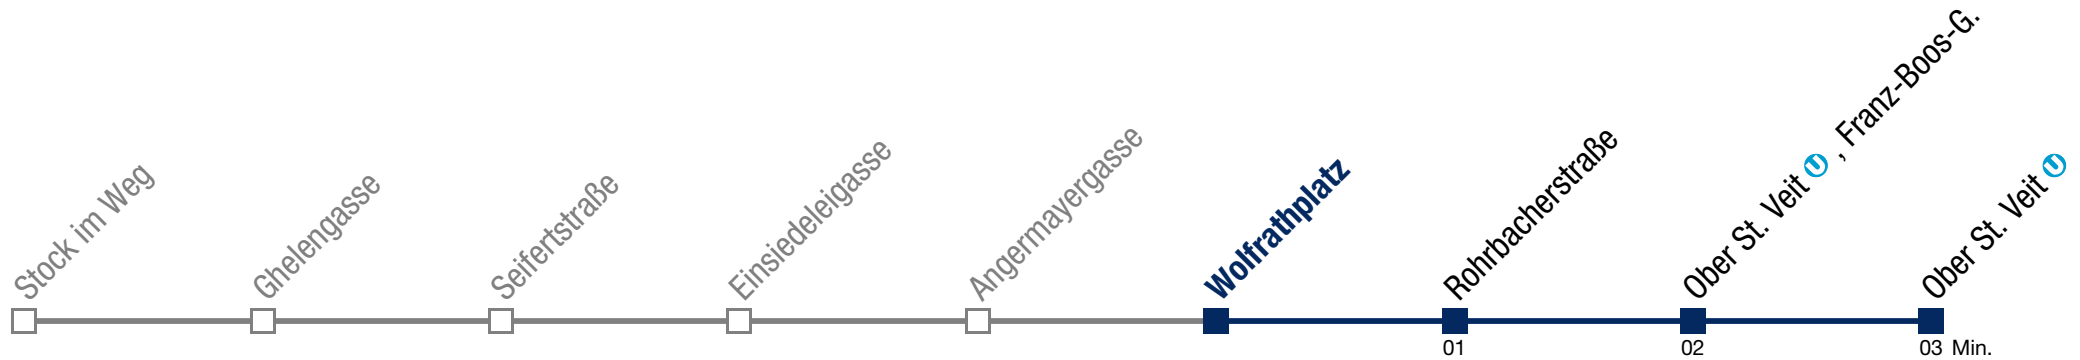 Stock im Weg
Ghelengasse
Seifertstraße
Einsiedeleigasse
Angermayergasse
Wolfrathplatz
Rohrbacherstraße
Ober St. Veit U , Franz-Boos-G.
Ober St. Veit U
01
02
03 Min.